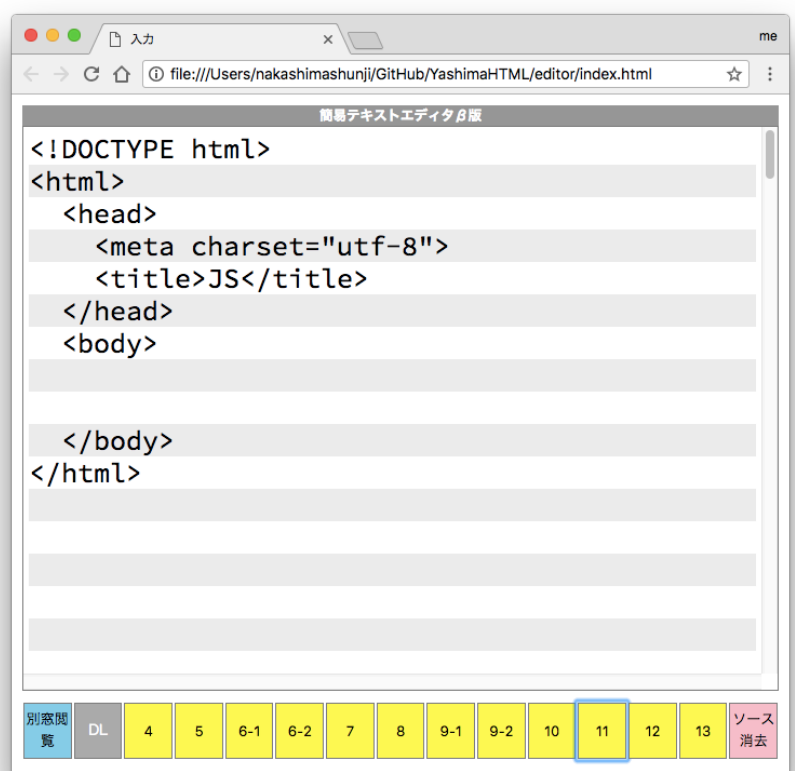 入力
me
file:///Users/nakashimashunji/GitHub/YashimaHTML/editor/index.html
簡易テキストエディタβ版
<!DOCTYPE html>
<html>
  <head>
    <meta charset="utf-8">
    <title>JS</title>
  </head>
  <body>
  </body>
</html>
別窓閲覧 DL 4 5 6-1 6-2 7 8 9-1 9-2 10 11 12 13 ソース消去